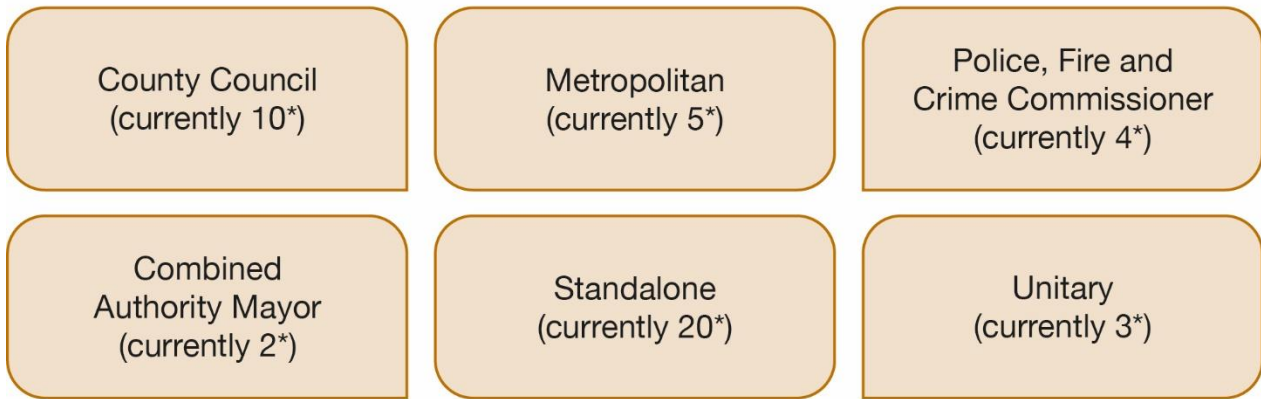 County Council
(currently 10*)
Metropolitan
(currently 5*)
Police, Fire and
Crime Commissioner
(currently 4*)
Combined
Authority Mayor
(currently 2*)
Standalone
(currently 20*)
Unitary
(currently 3*)